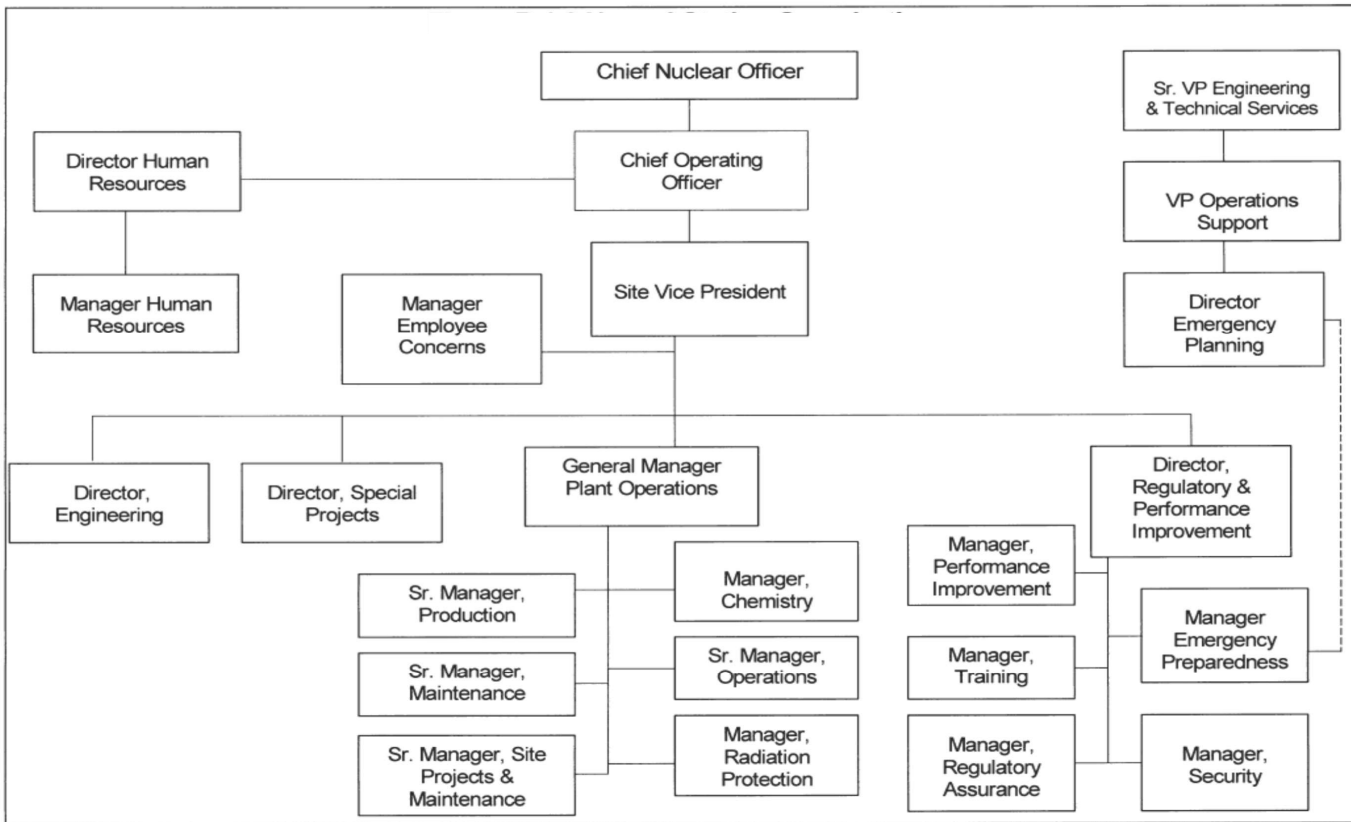 Chief Nuclear Officer
Sr. VP Engineering
& Technical Services
Director Human
Resources
Chief Operating
Officer
VP Operations
Support
Manager Human
Resources
Manager
Employee
Concerns
Site Vice President
Director
Emergency
Planning
Director,
Engineering
Director, Special
Projects
General Manager
Plant Operations
Director,
Regulatory &
Performance
Improvement
Sr. Manager,
Production
Manager,
Chemistry
Manager,
Performance
Improvement
Manager
Emergency
Preparedness
Sr. Manager,
Maintenance
Sr. Manager,
Operations
Manager,
Training
Sr. Manager, Site
Projects &
Maintenance
Manager,
Radiation
Protection
Manager,
Regulatory
Assurance
Manager,
Security